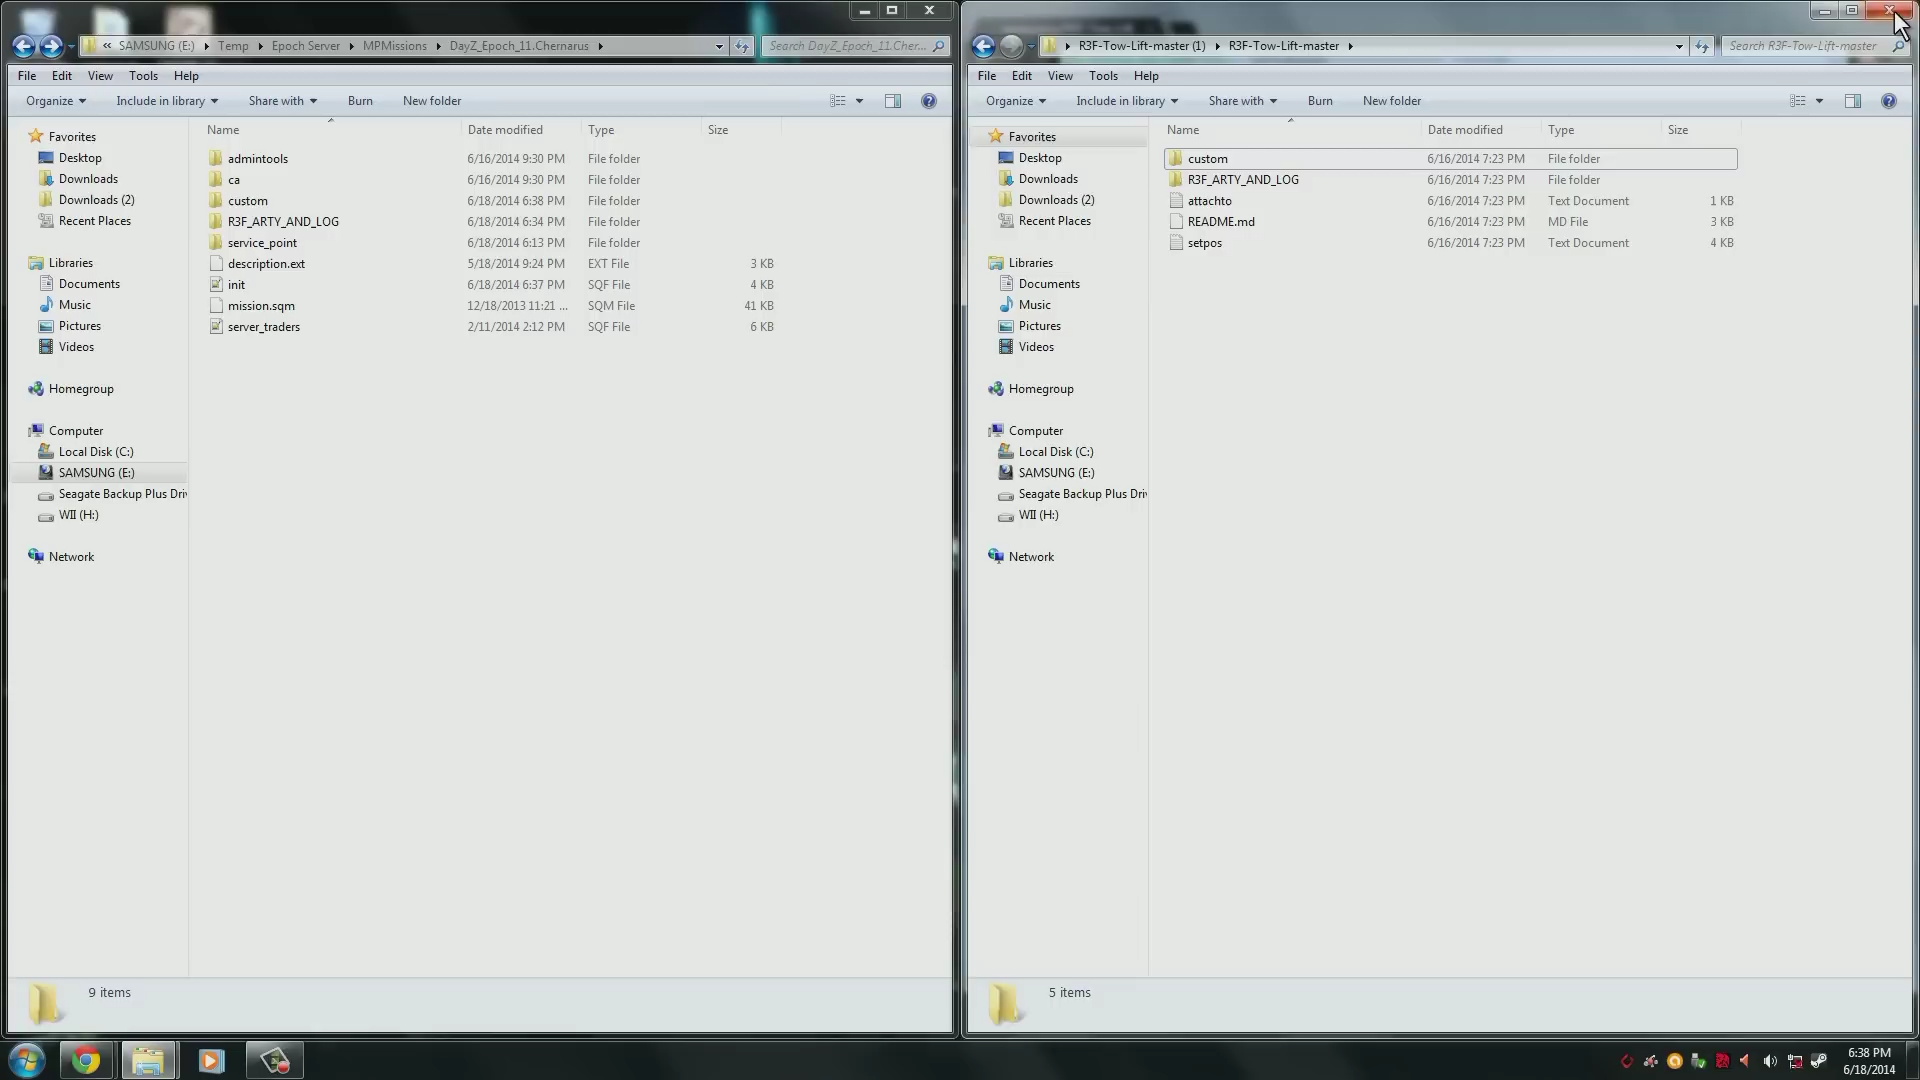 « SAMSUNG (E:) Temp Epoch Server MPMissions DayZ_Epoch_11.Chernarus
Search DayZ_Epoch_11.Cher...
File Edit View Tools Help
Organize Include in library Share with Burn New folder
Name Date modified Type Size
Favorites
Desktop
Downloads
Downloads (2)
Recent Places
Libraries
Documents
Music
Pictures
Videos
Homegroup
Computer
Local Disk (C:)
SAMSUNG (E:)
Seagate Backup Plus Dri
WII (H:)
Network
admintools 6/16/2014 9:30 PM File folder
ca 6/16/2014 9:30 PM File folder
custom 6/18/2014 6:38 PM File folder
R3F_ARTY_AND_LOG 6/18/2014 6:34 PM File folder
service_point 6/18/2014 6:13 PM File folder
description.ext 5/18/2014 9:24 PM EXT File 3 KB
init 6/18/2014 6:37 PM SQF File 4 KB
mission.sqm 12/18/2013 11:21 ... SQM File 41 KB
server_traders 2/11/2014 2:12 PM SQF File 6 KB
9 items
R3F-Tow-Lift-master (1) R3F-Tow-Lift-master
Search R3F-Tow-Lift-master
File Edit View Tools Help
Organize Include in library Share with Burn New folder
Name Date modified Type Size
Favorites
Desktop
Downloads
Downloads (2)
Recent Places
Libraries
Documents
Music
Pictures
Videos
Homegroup
Computer
Local Disk (C:)
SAMSUNG (E:)
Seagate Backup Plus Dri
WII (H:)
Network
custom 6/16/2014 7:23 PM File folder
R3F_ARTY_AND_LOG 6/16/2014 7:23 PM File folder
attachto 6/16/2014 7:23 PM Text Document 1 KB
README.md 6/16/2014 7:23 PM MD File 3 KB
setpos 6/16/2014 7:23 PM Text Document 4 KB
5 items
6:38 PM
6/18/2014